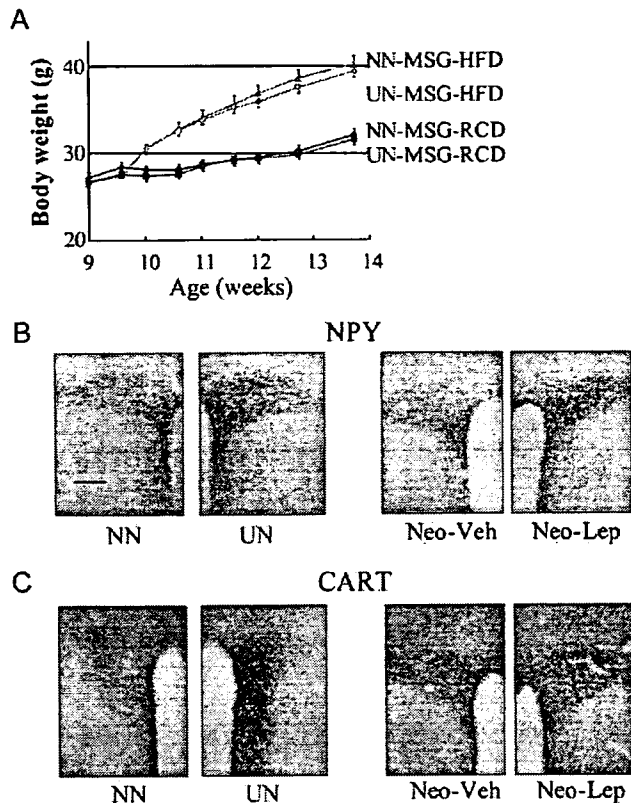 A
Body weight (g)
40
30
20
9 10 11 12 13 14
Age (weeks)
NN-MSG-HFD
UN-MSG-HFD
NN-MSG-RCD
UN-MSG-RCD
B NPY
NN UN Neo-Veh Neo-Lep
C CART
NN UN Neo-Veh Neo-Lep